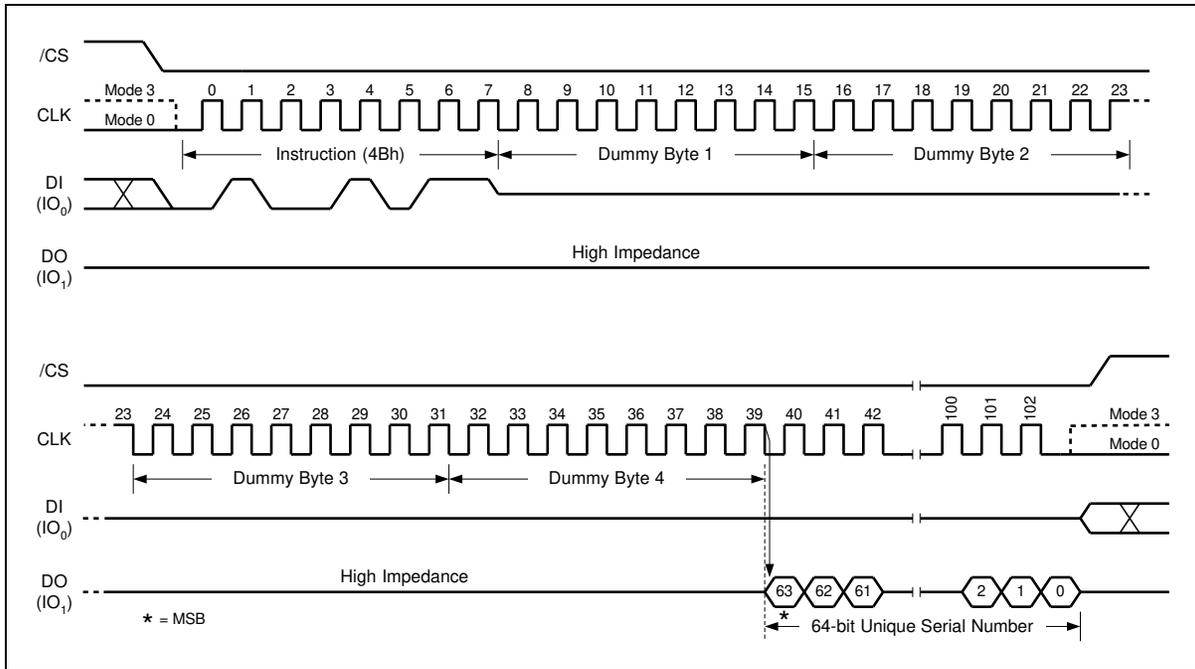 /CS
Mode 3
0 1 2 3 4 5 6 7 8 9 10 11 12 13 14 15 16 17 18 19 20 21 22 23
CLK
Mode 0
Instruction (4Bh) Dummy Byte 1 Dummy Byte 2
DI
(IO0)
High Impedance
DO
(IO1)
/CS
23 24 25 26 27 28 29 30 31 32 33 34 35 36 37 38 39 40 41 42 100 101 102
Mode 3
CLK
Mode 0
Dummy Byte 3 Dummy Byte 4
DI
(IO0)
High Impedance
DO
(IO1)
63 62 61 2 1 0
* = MSB
*
64-bit Unique Serial Number